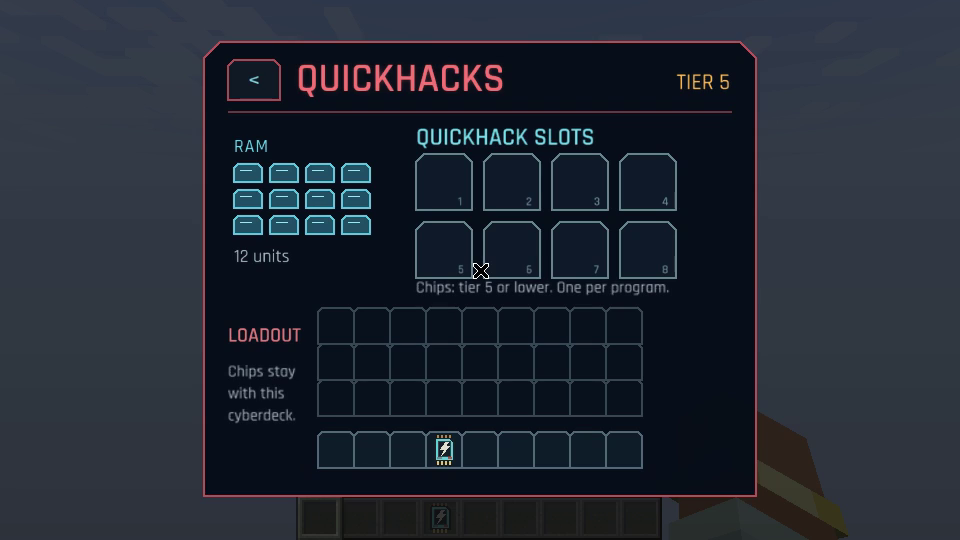 <
QUICKHACKS
TIER 5
RAM
12 units
QUICKHACK SLOTS
1
2
3
4
5
6
7
8
Chips: tier 5 or lower. One per program.
LOADOUT
Chips stay
with this
cyberdeck.